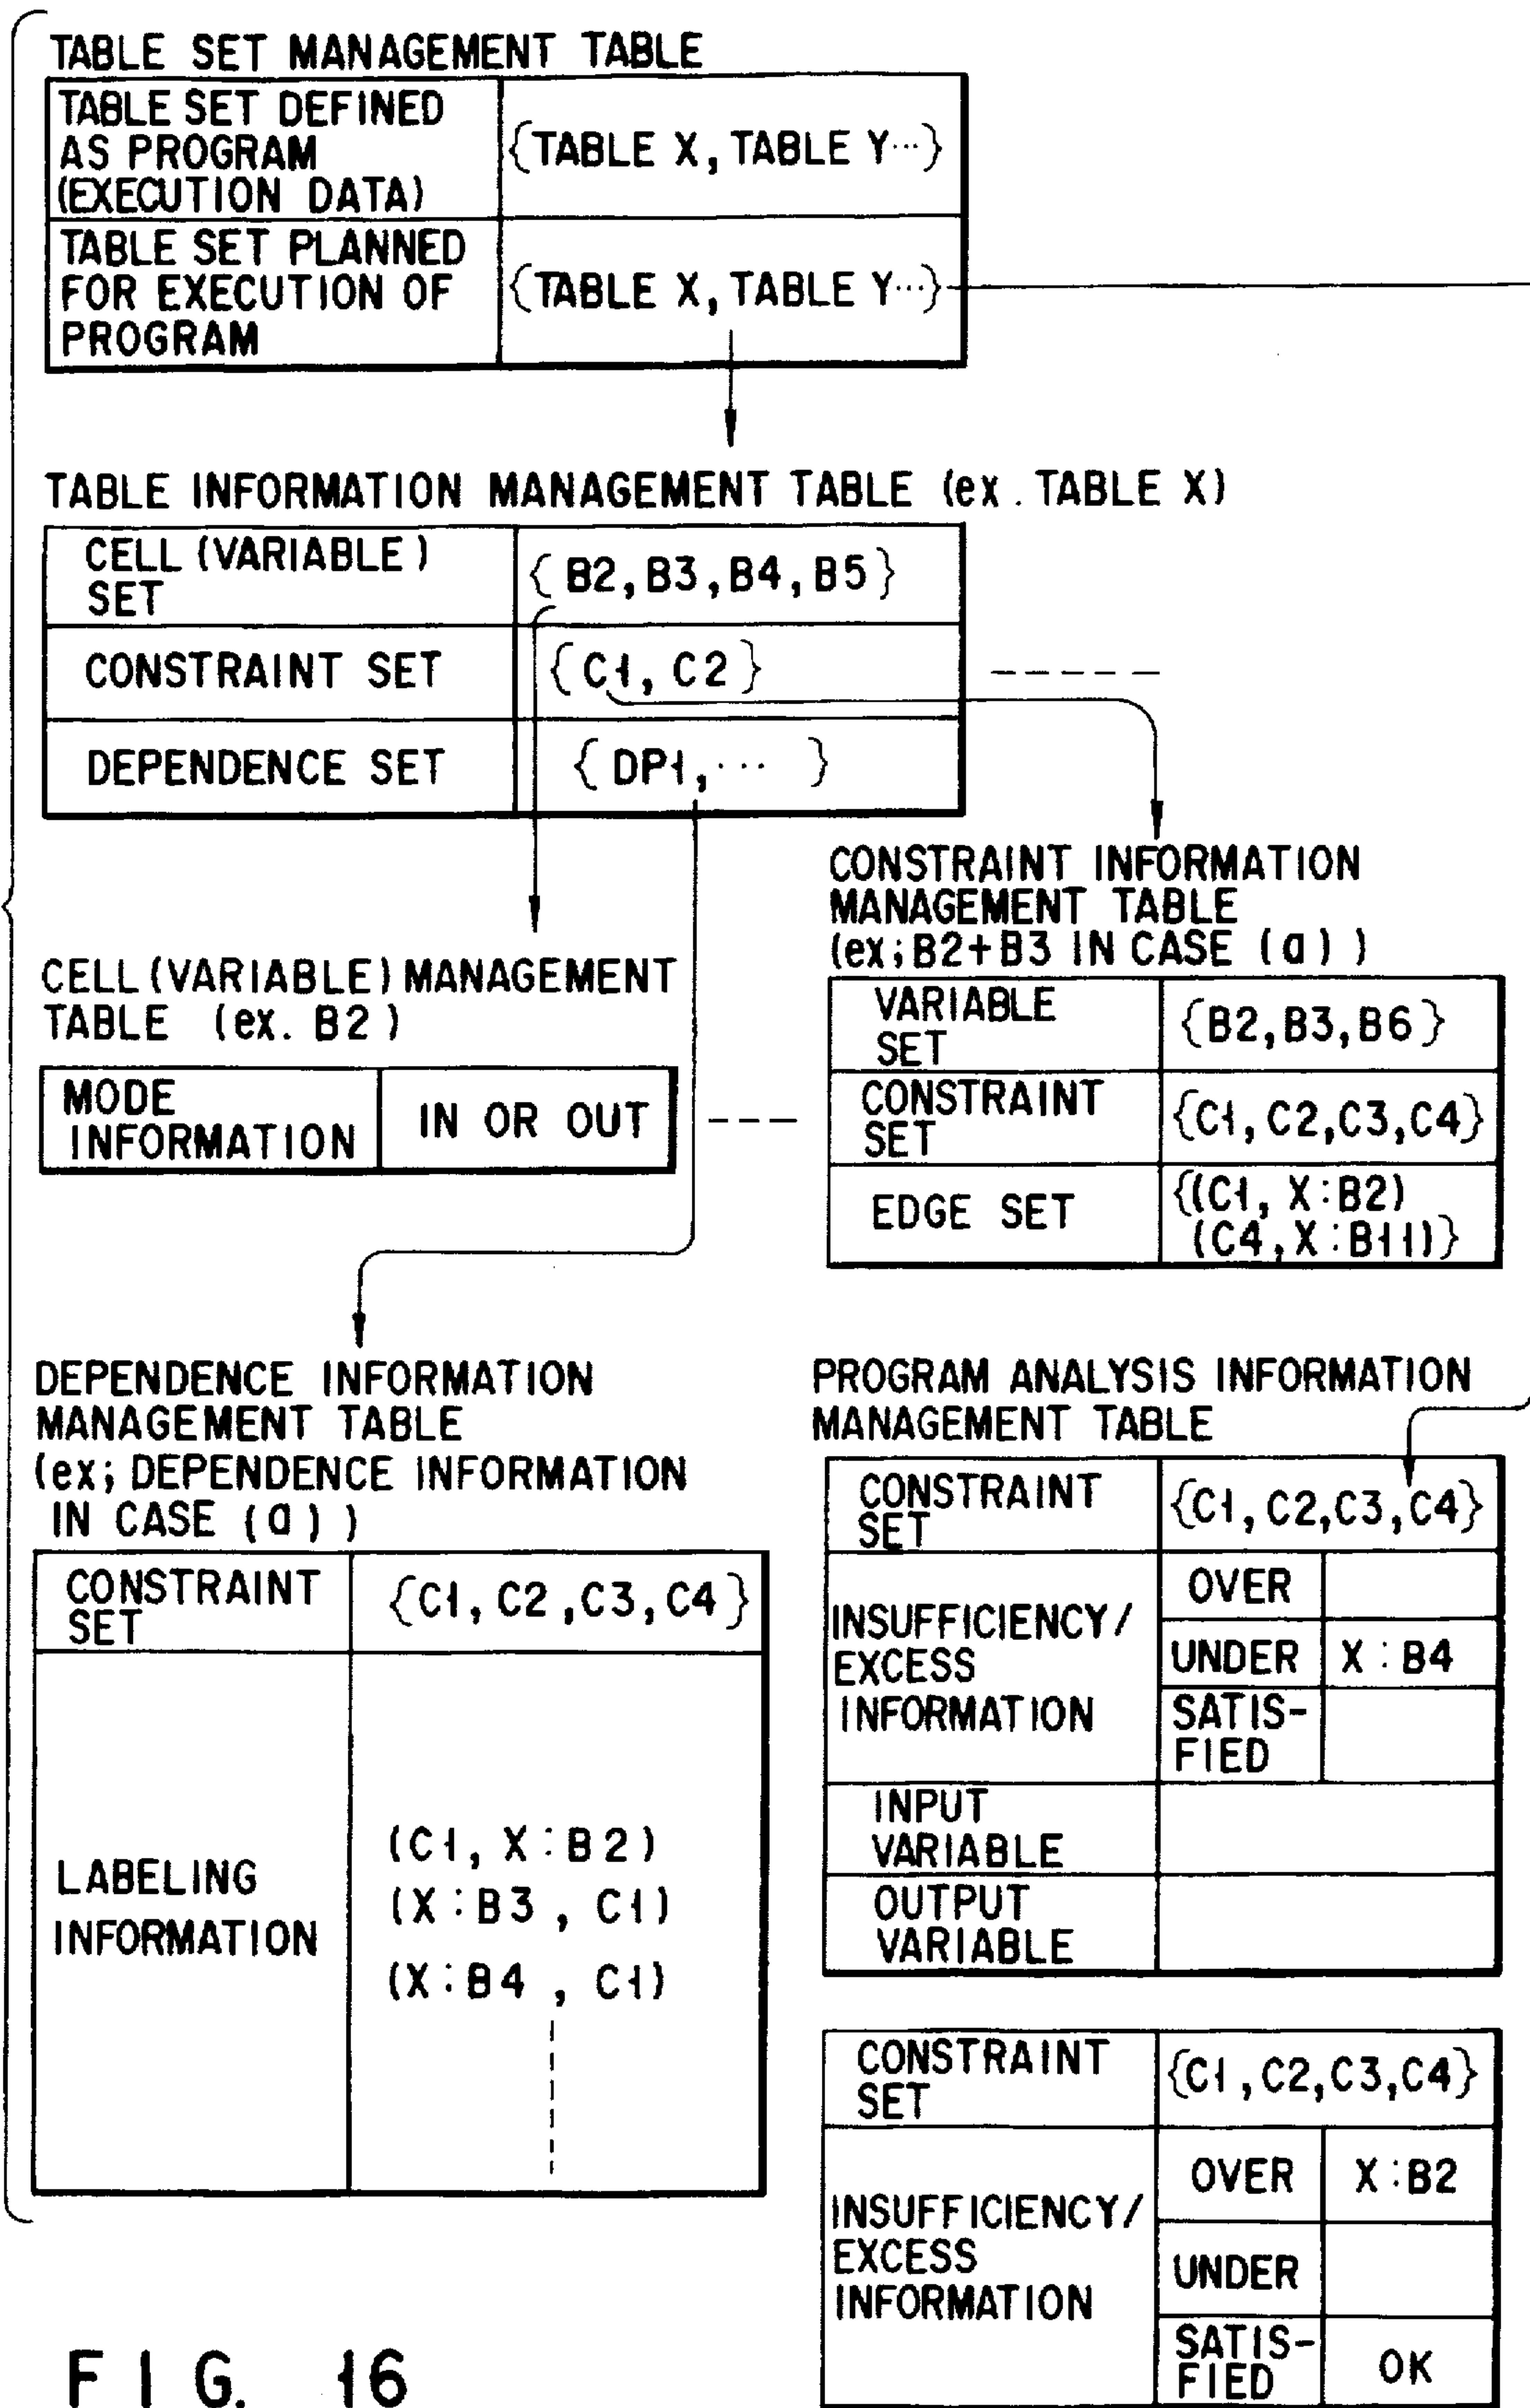 TABLE SET MANAGEMENT TABLE
TABLE SET DEFINED
AS PROGRAM
(EXECUTION DATA)
{TABLE X, TABLE Y···}
TABLE SET PLANNED
FOR EXECUTION OF
PROGRAM
{TABLE X, TABLE Y···}
TABLE INFORMATION MANAGEMENT TABLE (ex. TABLE X)
CELL (VARIABLE)
SET
{B2, B3, B4, B5}
CONSTRAINT SET
{C1, C2}
DEPENDENCE SET
{DP1, ··· }
CONSTRAINT INFORMATION
MANAGEMENT TABLE
(ex; B2+B3 IN CASE (a))
VARIABLE
SET
{B2, B3, B6}
CONSTRAINT
SET
{C1, C2, C3, C4}
EDGE SET
{(C1, X:B2)
(C4, X:B11)}
CELL (VARIABLE) MANAGEMENT
TABLE (ex. B2)
MODE
INFORMATION
IN OR OUT
DEPENDENCE INFORMATION
MANAGEMENT TABLE
(ex; DEPENDENCE INFORMATION
IN CASE (a))
CONSTRAINT
SET
{C1, C2, C3, C4}
LABELING
INFORMATION
(C1, X:B2)
(X:B3, C1)
(X:B4, C1)
PROGRAM ANALYSIS INFORMATION
MANAGEMENT TABLE
CONSTRAINT
SET
{C1, C2, C3, C4}
INSUFFICIENCY/
EXCESS
INFORMATION
OVER
UNDER
X:B4
SATIS-
FIED
INPUT
VARIABLE
OUTPUT
VARIABLE
CONSTRAINT
SET
{C1, C2, C3, C4}
INSUFFICIENCY/
EXCESS
INFORMATION
OVER
X:B2
UNDER
SATIS-
FIED
OK
FIG. 16